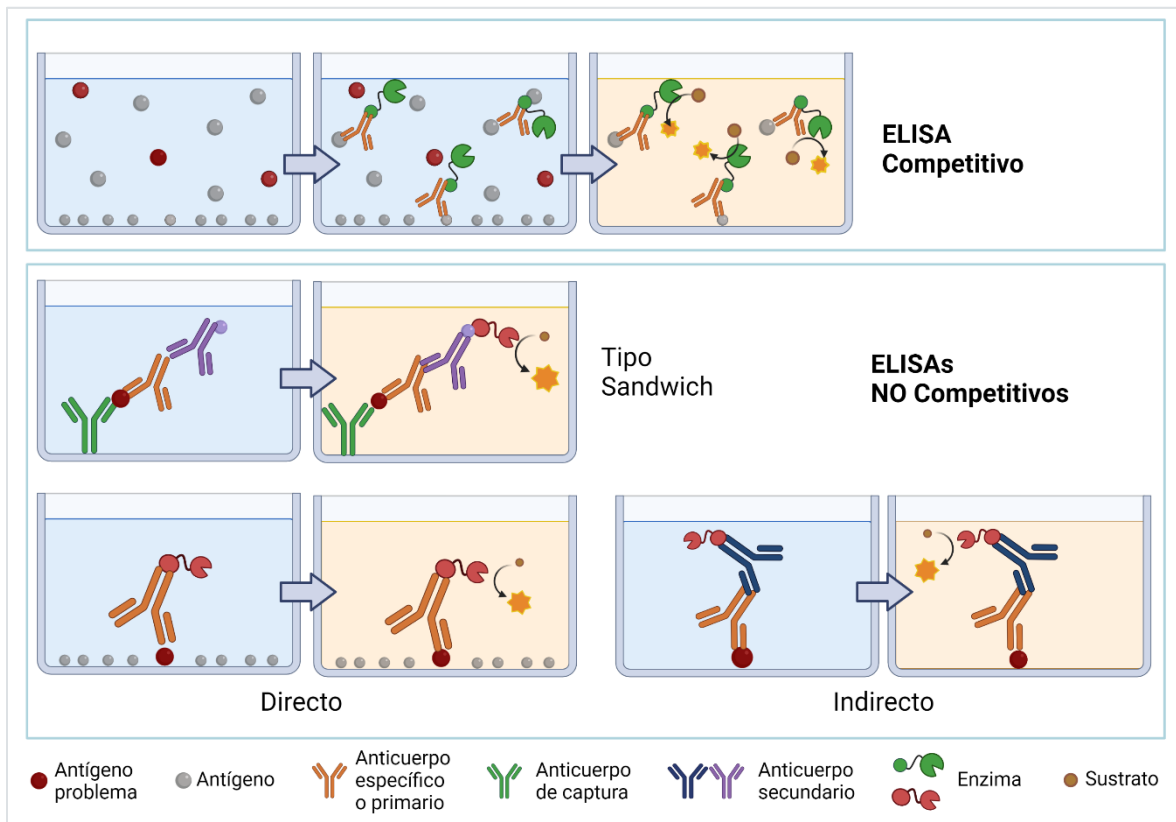 ELISA
Competitivo
Tipo
Sandwich
ELISAs
NO Competitivos
Directo
Indirecto
Antígeno
problema
Antígeno
Anticuerpo
específico
o primario
Anticuerpo
de captura
Anticuerpo
secundario
Enzima
Sustrato